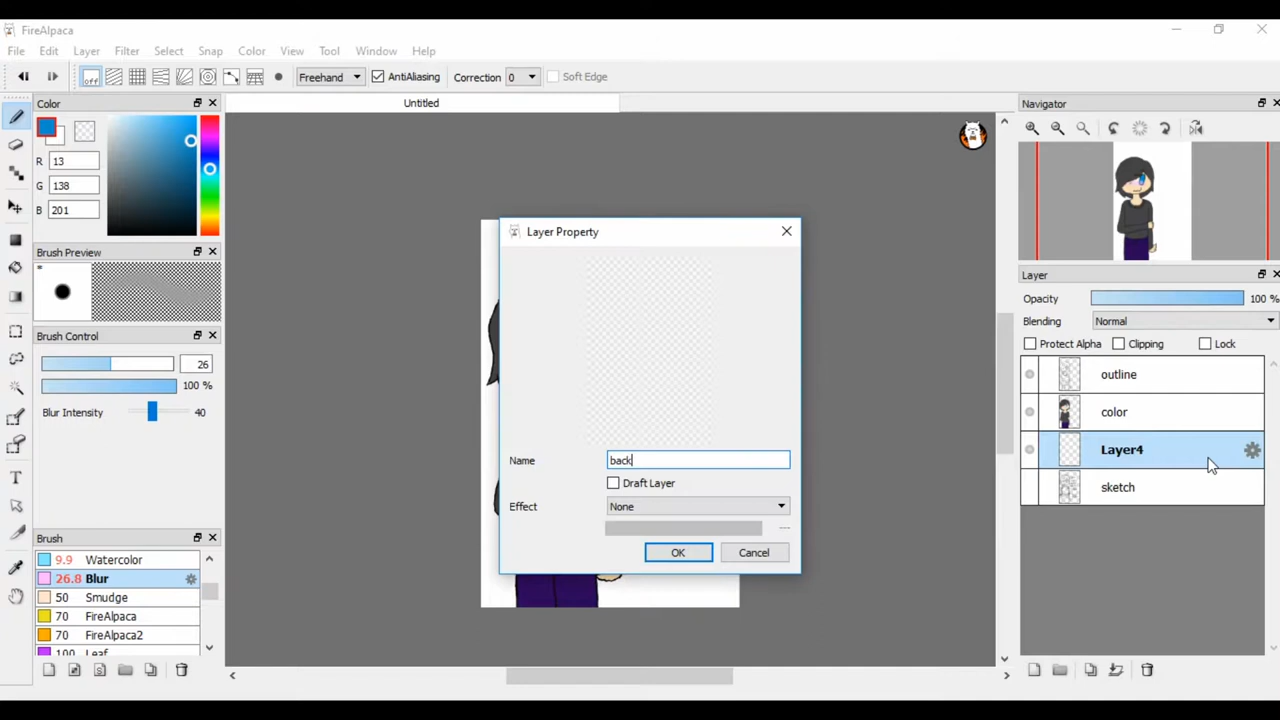 FireAlpaca
File Edit Layer Filter Select Snap Color View Tool Window Help
off Freehand AntiAliasing Correction 0 Soft Edge
Color
Untitled
Navigator
R 13
G 138
B 201
Brush Preview
Brush Control
26
100 %
Blur Intensity 40
Brush
9.9 Watercolor
26.8 Blur
50 Smudge
70 FireAlpaca
70 FireAlpaca2
100 Leaf
Layer Property
Name back
Draft Layer
Effect None
OK Cancel
Layer
Opacity 100 %
Blending Normal
Protect Alpha Clipping Lock
outline
color
Layer4
sketch